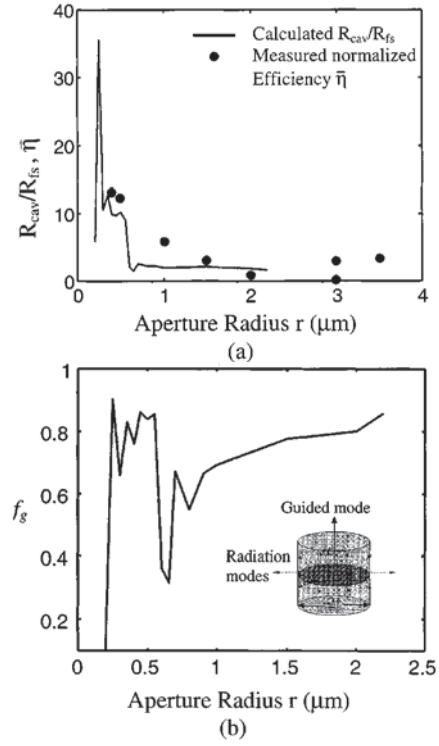 40
30
20
10
0
R_cav/R_fs , η̄
Calculated R_cav/R_fs
Measured normalized
Efficiency η̄
0 1 2 3 4
Aperture Radius r (μm)
(a)
1
0.8
0.6
0.4
0.2
f_g
Guided mode
Radiation
modes
0 0.5 1 1.5 2 2.5
Aperture Radius r (μm)
(b)